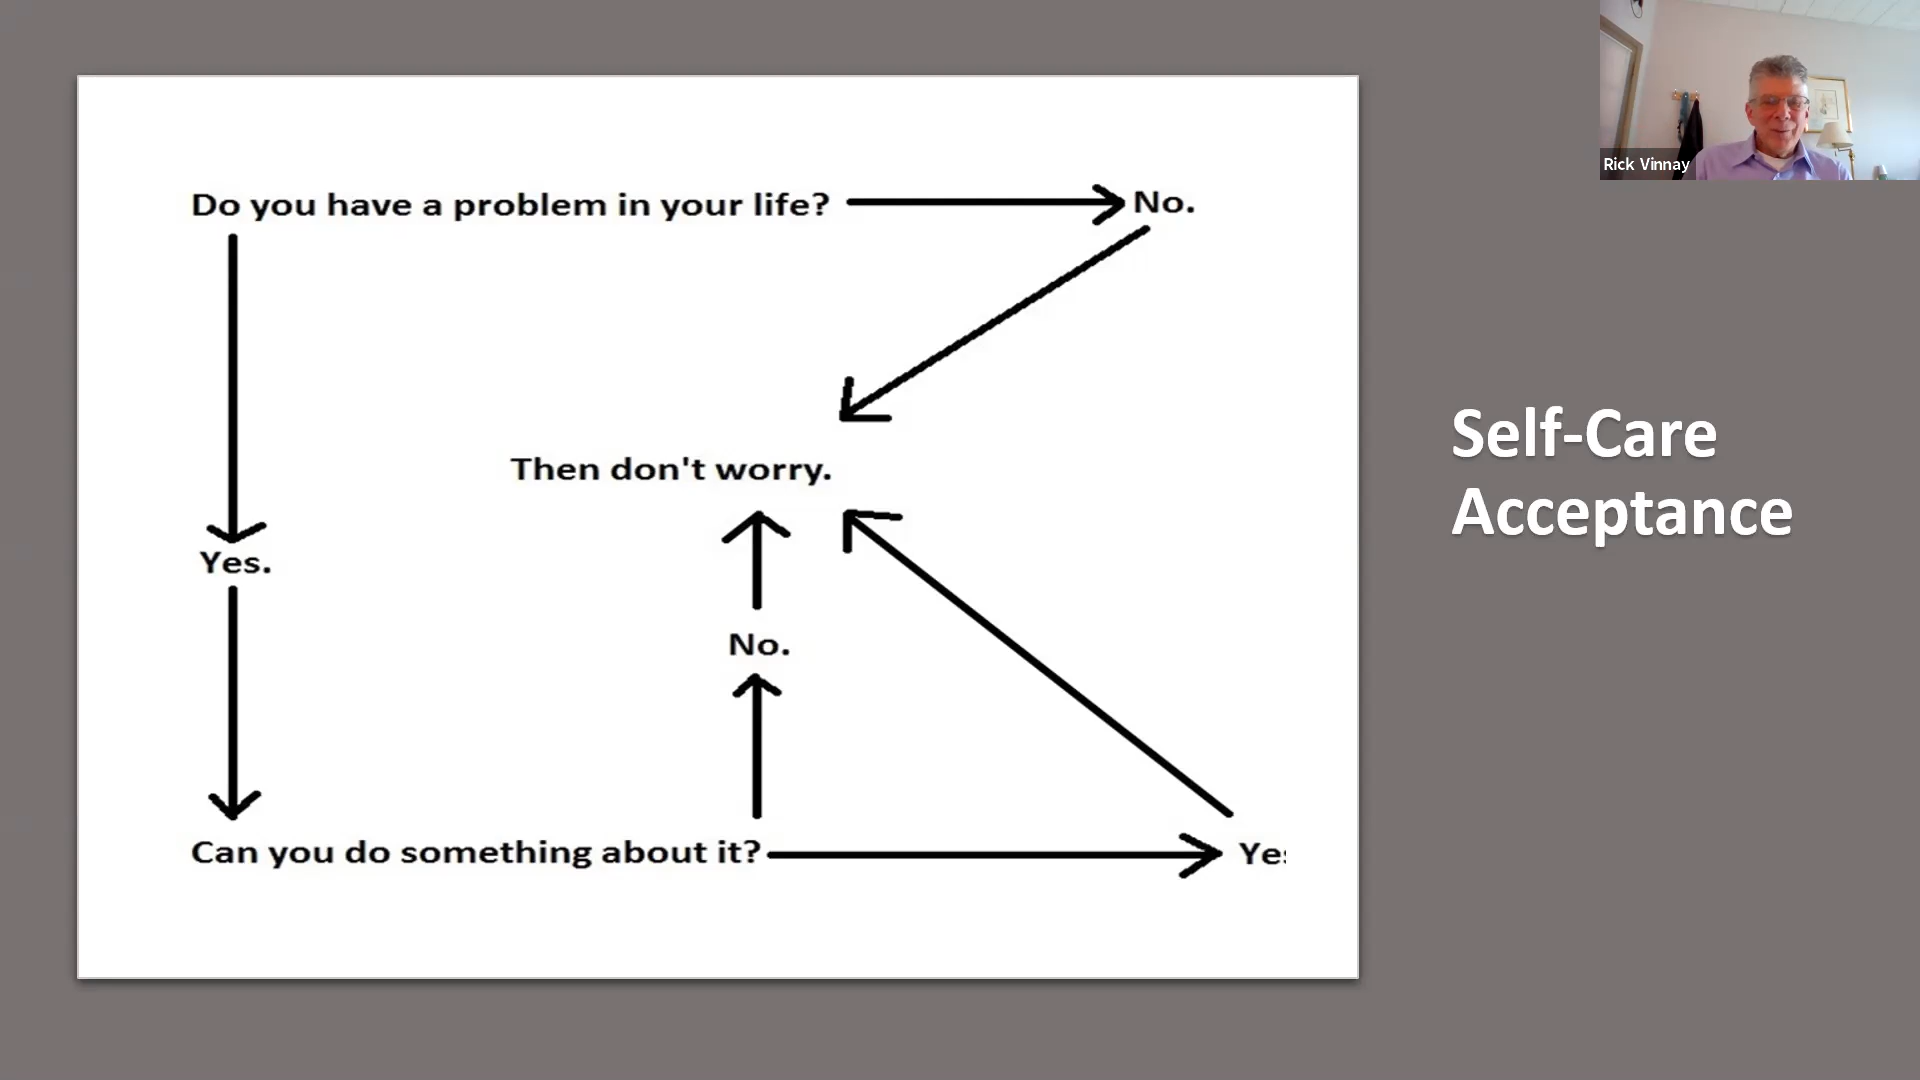 Rick Vinnay
Do you have a problem in your life?
No.
Then don't worry.
Yes.
No.
Can you do something about it?
Yes
Self-Care
Acceptance